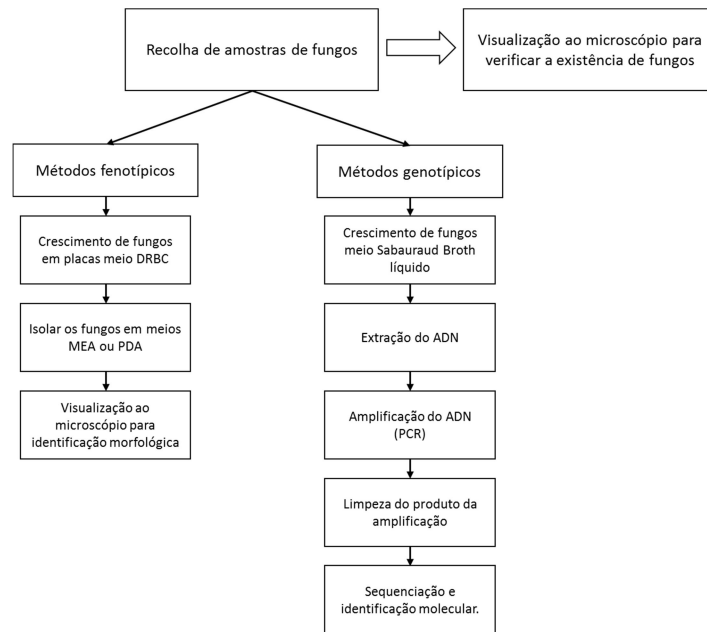 Recolha de amostras de fungos
Visualização ao microscópio para
verificar a existência de fungos
Métodos fenotípicos
Métodos genotípicos
Crescimento de fungos
em placas meio DRBC
Crescimento de fungos
meio Sabauraud Broth
líquido
Isolar os fungos em meios
MEA ou PDA
Extração do ADN
Visualização ao
microscópio para
identificação morfológica
Amplificação do ADN
(PCR)
Limpeza do produto da
amplificação
Sequenciação e
identificação molecular.